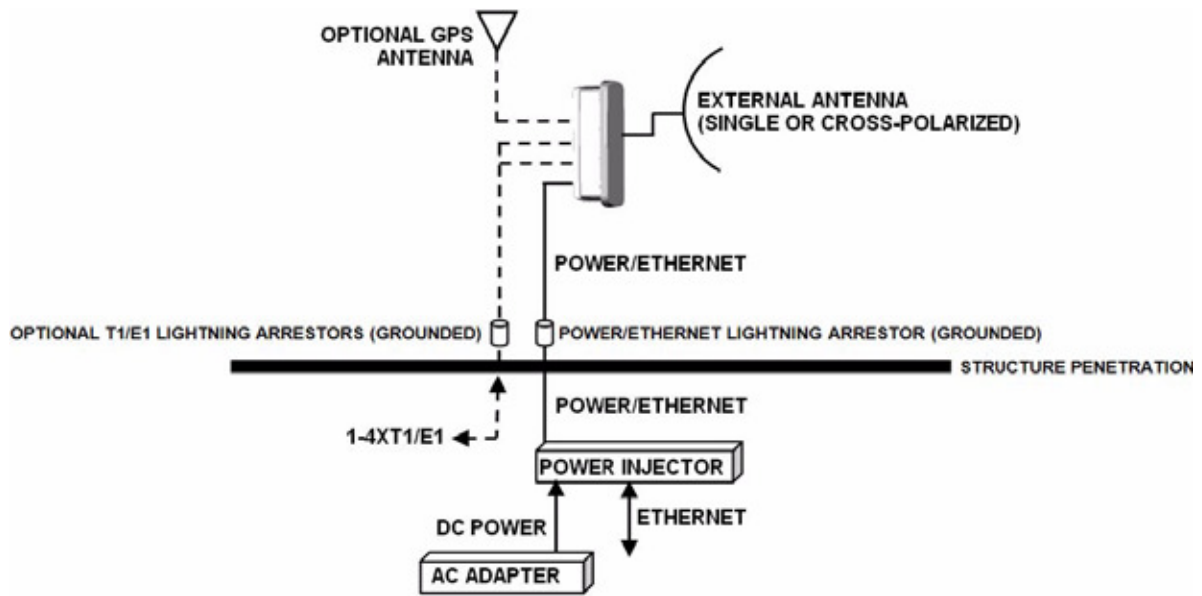 OPTIONAL GPS
ANTENNA
EXTERNAL ANTENNA
(SINGLE OR CROSS-POLARIZED)
POWER/ETHERNET
OPTIONAL T1/E1 LIGHTNING ARRESTORS (GROUNDED)
POWER/ETHERNET LIGHTNING ARRESTOR (GROUNDED)
STRUCTURE PENETRATION
POWER/ETHERNET
1-4XT1/E1
POWER INJECTOR
DC POWER
ETHERNET
AC ADAPTER